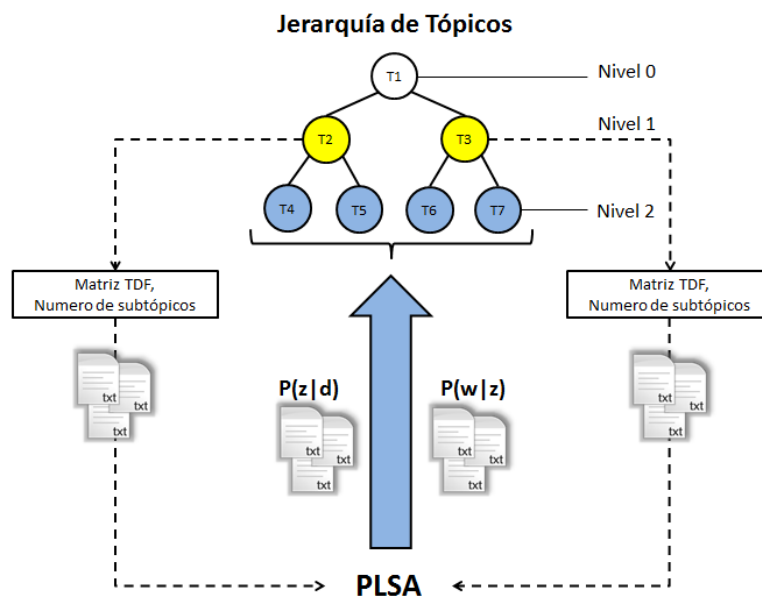 Jerarquía de Tópicos
T1
Nivel 0
T2
T3
Nivel 1
T4
T5
T6
T7
Nivel 2
Matriz TDF,
Numero de subtópicos
Matriz TDF,
Numero de subtópicos
txt
txt
txt
P(z|d)
txt
txt
txt
P(w|z)
txt
txt
txt
txt
txt
txt
PLSA